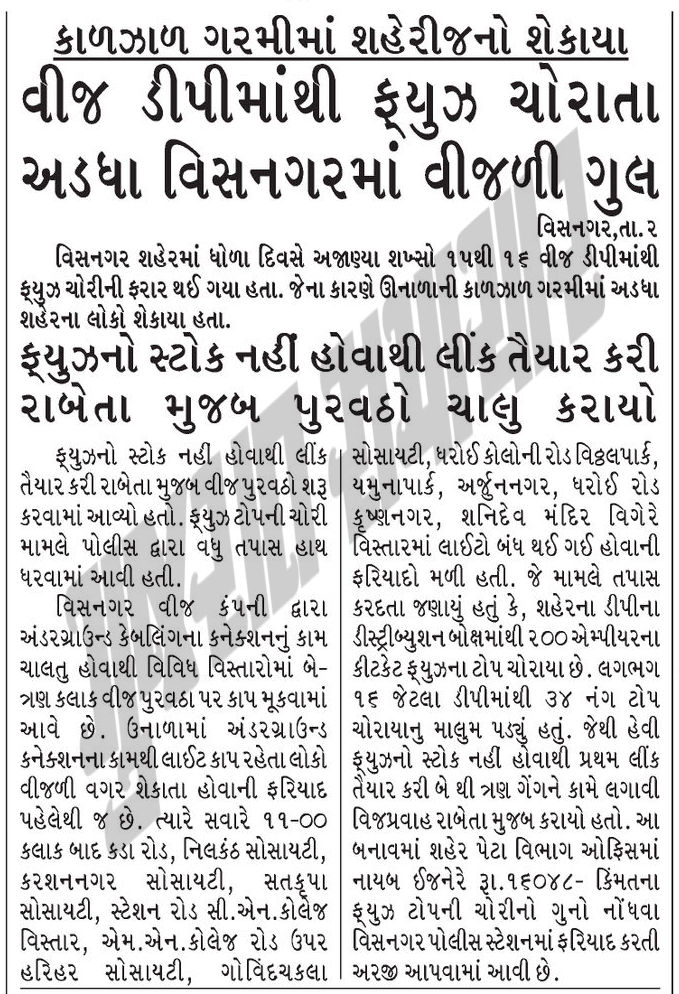 કાળઝાળ ગરમીમાં શહેરીજનો શેકાયા
વીજ ડીપીમાંથી ફ્યુઝ ચોરાતા
અડધા વિસનગરમાં વીજળી ગુલ
વિસનગર,તા.૨
વિસનગર શહેરમાં ધોળા દિવસે અજાણ્યા શખ્સો ૧૫થી ૧૬ વીજ ડીપીમાંથી
ફ્યુઝ ચોરીની ફરાર થઈ ગયા હતા. જેના કારણે ઊનાળાની કાળઝાળ ગરમીમાં અડધા
શહેરના લોકો શેકાયા હતા.
ફ્યુઝનો સ્ટોક નહીં હોવાથી લીંક તૈયાર કરી
રાબેતા મુજબ પુરવઠો ચાલુ કરાયો
ફ્યુઝનો સ્ટોક નહીં હોવાથી લીંક
તૈયાર કરી રાબેતા મુજબ વીજ પુરવઠો શરૂ
કરવામાં આવ્યો હતો. ફ્યુઝ ટોપની ચોરી
મામલે પોલીસ દ્વારા વધુ તપાસ હાથ
ધરવામાં આવી હતી.
વિસનગર વીજ કંપની દ્વારા
અંડરગ્રાઉન્ડ કેબલિંગના કનેક્શનનું કામ
ચાલતુ હોવાથી વિવિધ વિસ્તારોમાં બે-
ત્રણ કલાક વીજ પુરવઠા પર કાપ મૂકવામાં
આવે છે. ઉનાળામાં અંડરગ્રાઉન્ડ
કનેક્શનના કામથી લાઈટ કાપ રહેતા લોકો
વીજળી વગર શેકાતા હોવાની ફરિયાદ
પહેલેથી જ છે. ત્યારે સવારે ૧૧-૦૦
કલાક બાદ કડા રોડ, નિલકંઠ સોસાયટી,
કરશનનગર સોસાયટી, સતકૃપા
સોસાયટી, સ્ટેશન રોડ સી.એન.કોલેજ
વિસ્તાર, એમ.એન.કોલેજ રોડ ઉપર
હરિહર સોસાયટી, ગોવિંદચકલા
સોસાયટી, ધરોઈ કોલોની રોડ વિઠ્ઠલપાર્ક,
યમુનાપાર્ક, અર્જુનનગર, ધરોઈ રોડ
કૃષ્ણનગર, શનિદેવ મંદિર વિગેરે
વિસ્તારમાં લાઈટો બંધ થઈ ગઈ હોવાની
ફરિયાદો મળી હતી. જે મામલે તપાસ
કરદતા જણાયું હતું કે, શહેરના ડીપીના
ડીસ્ટ્રીબ્યુશન બોક્ષમાંથી ૨૦૦ એમ્પીયરના
કીટકેટ ફ્યુઝના ટોપ ચોરાયા છે. લગભગ
૧૬ જેટલા ડીપીમાંથી ૩૪ નંગ ટોપ
ચોરાયાનુ માલુમ પડ્યું હતું. જેથી હેવી
ફ્યુઝનો સ્ટોક નહીં હોવાથી પ્રથમ લીંક
તૈયાર કરી બે થી ત્રણ ગેંગને કામે લગાવી
વિજપ્રવાહ રાબેતા મુજબ કરાયો હતો. આ
બનાવમાં શહેર પેટા વિભાગ ઓફિસમાં
નાયબ ઈજનેરે રૂા.૧૬૦૪૮- કિંમતના
ફ્યુઝ ટોપની ચોરીનો ગુનો નોંધવા
વિસનગર પોલીસ સ્ટેશનમાં ફરિયાદ કરતી
અરજી આપવામાં આવી છે.
ગુજરાત સમાચાર